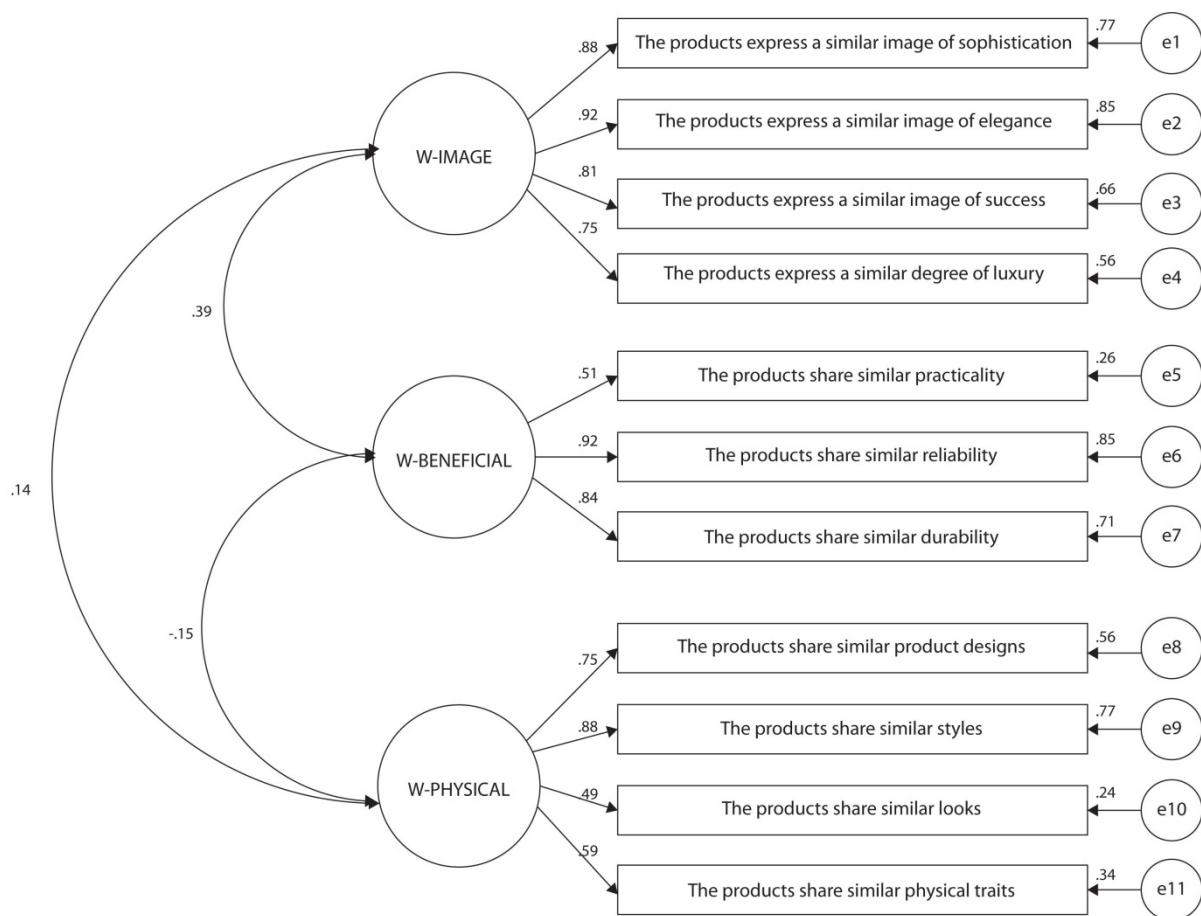 .77
The products express a similar image of sophistication
e1
.88
.85
The products express a similar image of elegance
e2
.92
W-IMAGE
.81
.66
The products express a similar image of success
e3
.75
.56
The products express a similar degree of luxury
e4
.39
.26
The products share similar practicality
e5
.51
.85
The products share similar reliability
e6
.92
W-BENEFICIAL
.84
.71
The products share similar durability
e7
.14
-.15
.56
The products share similar product designs
e8
.75
.77
The products share similar styles
e9
.88
W-PHYSICAL
.49
.24
The products share similar looks
e10
.59
.34
The products share similar physical traits
e11